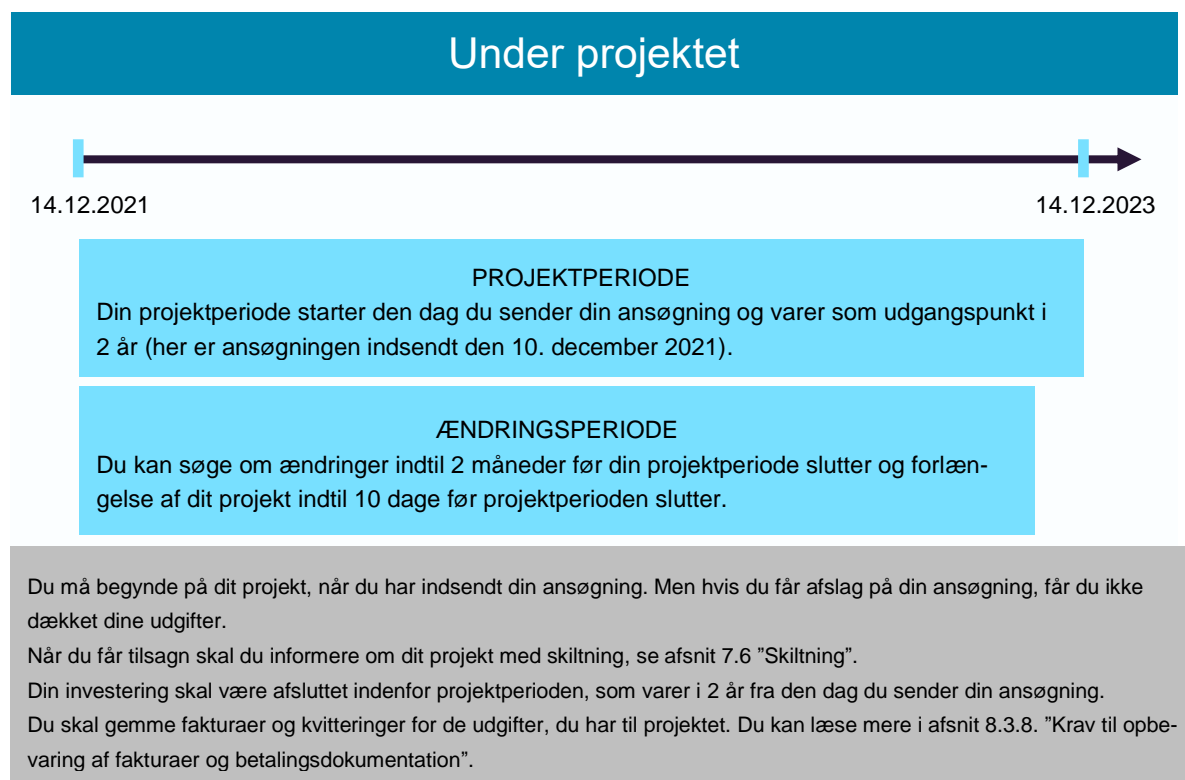 Under projektet
14.12.2021
14.12.2023
PROJEKTPERIODE
Din projektperiode starter den dag du sender din ansøgning og varer som udgangspunkt i
2 år (her er ansøgningen indsendt den 10. december 2021).
ÆNDRINGSPERIODE
Du kan søge om ændringer indtil 2 måneder før din projektperiode slutter og forlæn-
gelse af dit projekt indtil 10 dage før projektperioden slutter.
Du må begynde på dit projekt, når du har indsendt din ansøgning. Men hvis du får afslag på din ansøgning, får du ikke
dækket dine udgifter.
Når du får tilsagn skal du informere om dit projekt med skiltning, se afsnit 7.6 ”Skiltning”.
Din investering skal være afsluttet indenfor projektperioden, som varer i 2 år fra den dag du sender din ansøgning.
Du skal gemme fakturaer og kvitteringer for de udgifter, du har til projektet. Du kan læse mere i afsnit 8.3.8. ”Krav til opbe-
varing af fakturaer og betalingsdokumentation”.